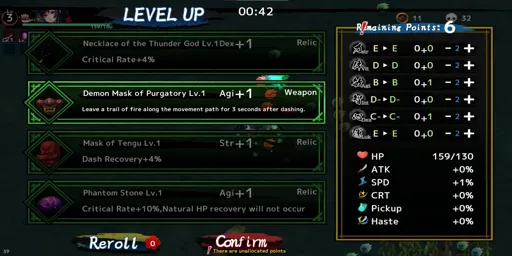 LEVEL UP
00:42
11
32
3
159/130
Lv.1
Necklace of the Thunder God Lv.1 Dex+1 Relic
Critical Rate+4%
Demon Mask of Purgatory Lv.1 Agi+1 Weapon
Leave a trail of fire along the movement path for 3 seconds after dashing.
Mask of Tengu Lv.1 Str+1 Relic
Dash Recovery+4%
Phantom Stone Lv.1 Agi+1 Relic
Critical Rate+10%,Natural HP recovery will not occur
Reroll 0
Confirm
There are unallocated points
Remaining Points: 6
E ▸ E 0+0 - 2 +
D ▸ D 0+0 - 2 +
B ▸ B 0+1 - 2 +
D- ▸ D- 0+0 - 2 +
C- ▸ C- 0+1 - 2 +
E ▸ E 0+0 - 2 +
HP 159/130
ATK +0%
SPD +1%
CRT +0%
Pickup +0%
Haste +0%
39